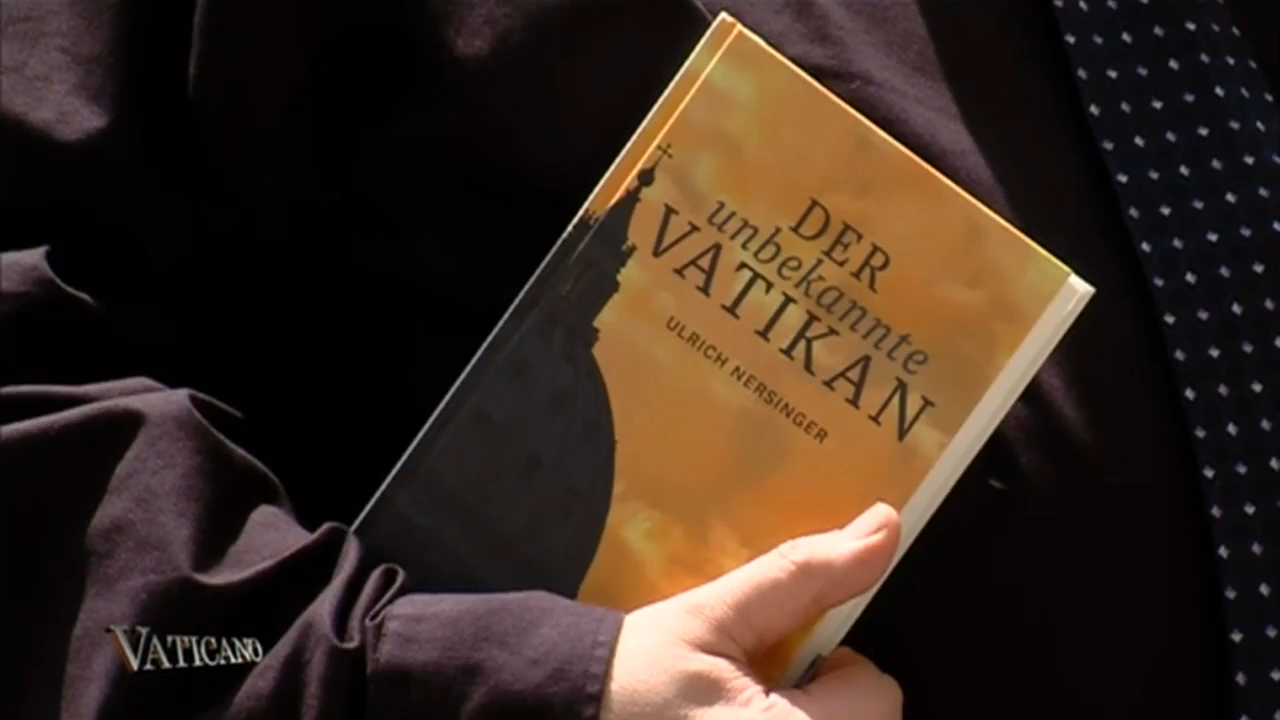 DER
unbekannte
VATIKAN
ULRICH NERSINGER
VATICANO